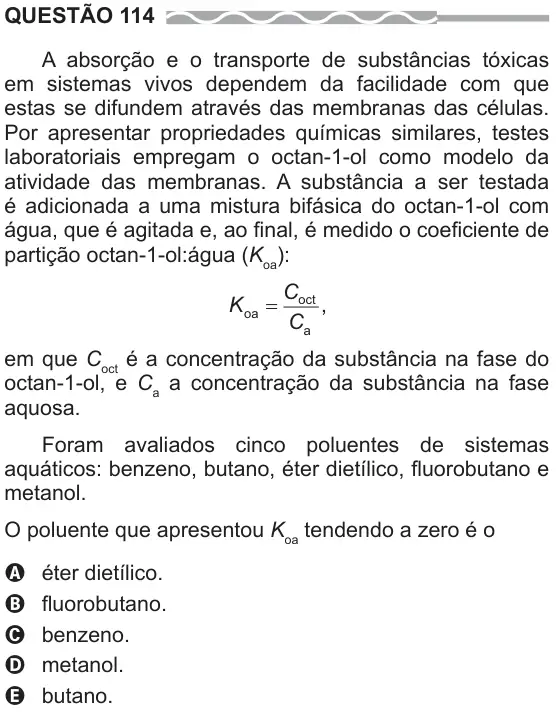 QUESTÃO 114
A absorção e o transporte de substâncias tóxicas
em sistemas vivos dependem da facilidade com que
estas se difundem através das membranas das células.
Por apresentar propriedades químicas similares, testes
laboratoriais empregam o octan-1-ol como modelo da
atividade das membranas. A substância a ser testada
é adicionada a uma mistura bifásica do octan-1-ol com
água, que é agitada e, ao final, é medido o coeficiente de
partição octan-1-ol:água (Koa):
Koa = Coct / Ca,
em que Coct é a concentração da substância na fase do
octan-1-ol, e Ca a concentração da substância na fase
aquosa.
Foram avaliados cinco poluentes de sistemas
aquáticos: benzeno, butano, éter dietílico, fluorobutano e
metanol.
O poluente que apresentou Koa tendendo a zero é o
A éter dietílico.
B fluorobutano.
C benzeno.
D metanol.
E butano.